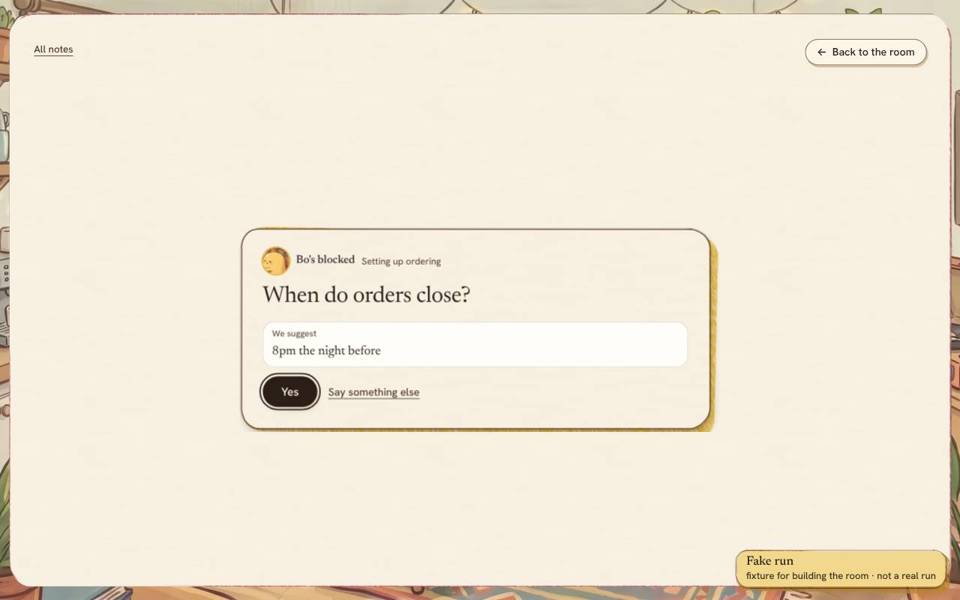 All notes
← Back to the room
Bo's blocked Setting up ordering
When do orders close?
We suggest
8pm the night before
Yes Say something else
Fake run
fixture for building the room · not a real run